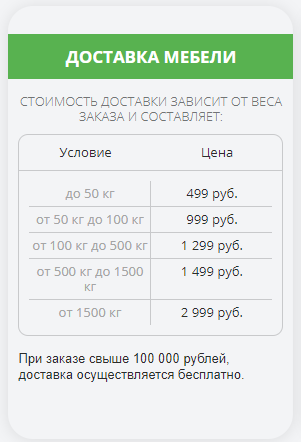 ДОСТАВКА МЕБЕЛИ
СТОИМОСТЬ ДОСТАВКИ ЗАВИСИТ ОТ ВЕСА
ЗАКАЗА И СОСТАВЛЯЕТ:
Условие Цена
до 50 кг 499 руб.
от 50 кг до 100 кг 999 руб.
от 100 кг до 500 кг 1 299 руб.
от 500 кг до 1500 1 499 руб.
кг
от 1500 кг 2 999 руб.
При заказе свыше 100 000 рублей,
доставка осуществляется бесплатно.